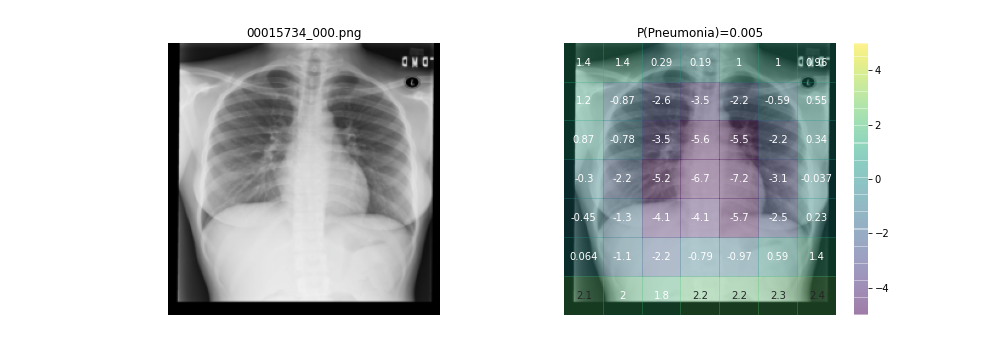 00015734_000.png
P(Pneumonia)=0.005
1.4 1.4 0.29 0.19 1 1 0.96
1.2 -0.87 -2.6 -3.5 -2.2 -0.59 0.55
0.87 -0.78 -3.5 -5.6 -5.5 -2.2 0.34
-0.3 -2.2 -5.2 -6.7 -7.2 -3.1 -0.037
-0.45 -1.3 -4.1 -4.1 -5.7 -2.5 0.23
0.064 -1.1 -2.2 -0.79 -0.97 0.59 1.4
2.1 2 1.8 2.2 2.2 2.3 2.4
4
2
0
−2
−4
L